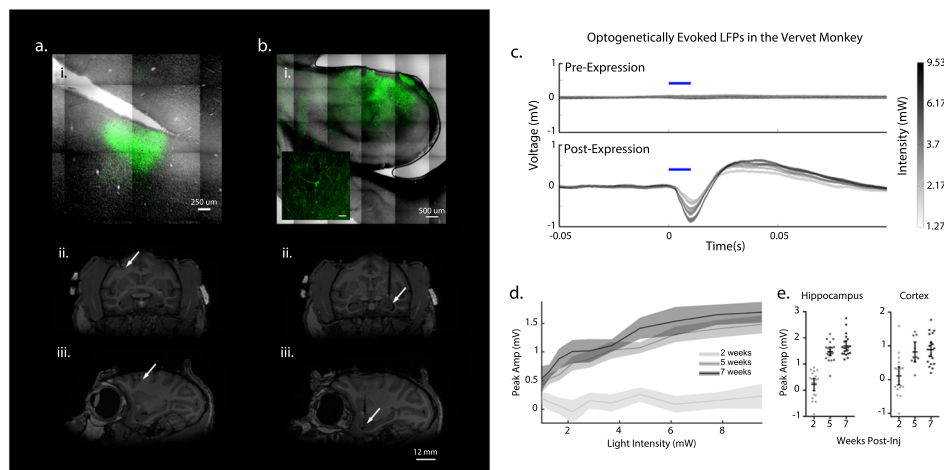 a.
b.
i.
i.
250 um
500 um
ii.
ii.
iii.
iii.
12 mm
c.
Optogenetically Evoked LFPs in the Vervet Monkey
Pre-Expression
Post-Expression
Voltage (mV)
1
0
-1
1
0
-1
-0.05
0
0.05
Time(s)
Intensity (mW)
9.53
6.37
3.7
2.17
1.27
d.
Peak Amp (mV)
1.5
1.0
0.5
0
2 weeks
5 weeks
7 weeks
2
4
6
8
Light Intensity (mW)
e.
Hippocampus
Cortex
Peak Amp (mV)
3
2
1
0
-1
2
1
0
-1
2 5 7
2 5 7
Weeks Post-Inj